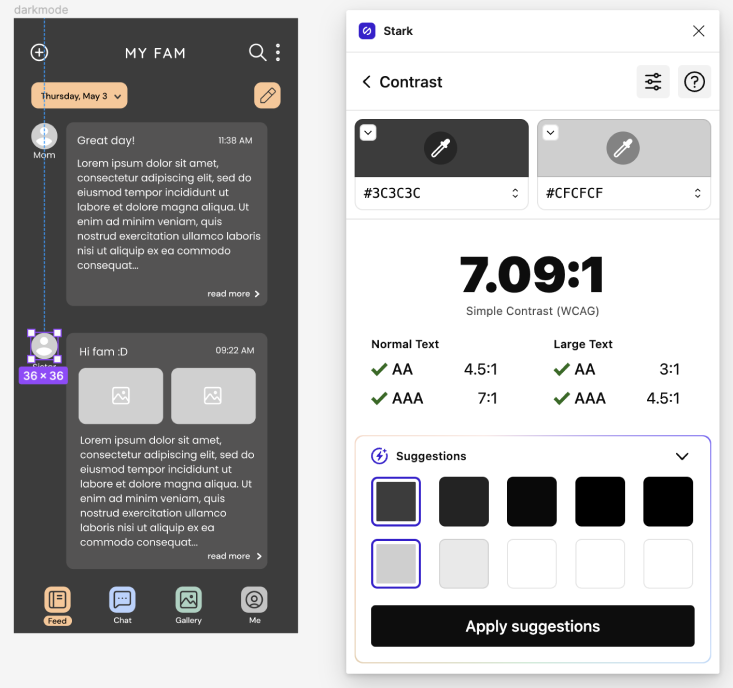 darkmode
MY FAM
Thursday, May 3
Mom
Great day!
11:38 AM
Lorem ipsum dolor sit amet,
consectetur adipiscing elit, sed do
eiusmod tempor incididunt ut
labore et dolore magna aliqua. Ut
enim ad minim veniam, quis
nostrud exercitation ullamco laboris
nisi ut aliquip ex ea commodo
consequat...
read more
Sister
36 × 36
Hi fam :D
09:22 AM
Lorem ipsum dolor sit amet,
consectetur adipiscing elit, sed do
eiusmod tempor incididunt ut
labore et dolore magna aliqua. Ut
enim ad minim veniam, quis
nostrud exercitation ullamco
laboris nisi ut aliquip ex ea
commodo consequat...
read more
Feed
Chat
Gallery
Me
Stark
Contrast
#3C3C3C
#CFCFCF
7.09:1
Simple Contrast (WCAG)
Normal Text
AA 4.5:1
AAA 7:1
Large Text
AA 3:1
AAA 4.5:1
Suggestions
Apply suggestions